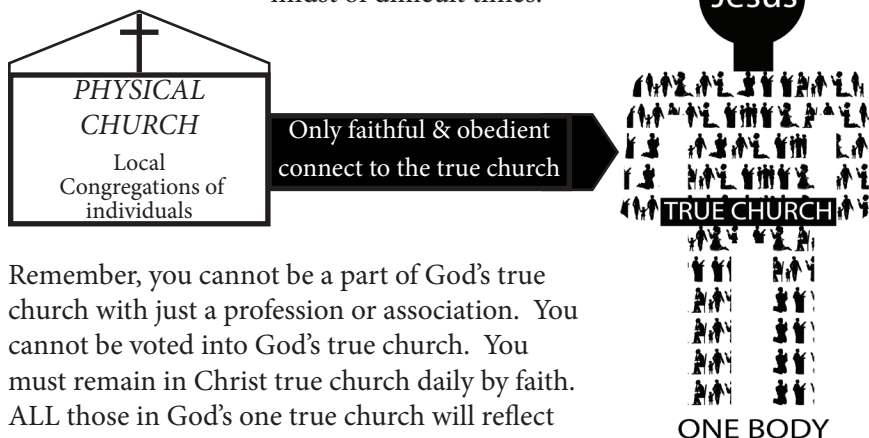 midst of difficult times.
Jesus
PHYSICAL
CHURCH
Local
Congregations of
individuals
Only faithful & obedient
connect to the true church
TRUE CHURCH
ONE BODY
Remember, you cannot be a part of God's true
church with just a profession or association. You
cannot be voted into God's true church. You
must remain in Christ true church daily by faith.
ALL those in God's one true church will reflect